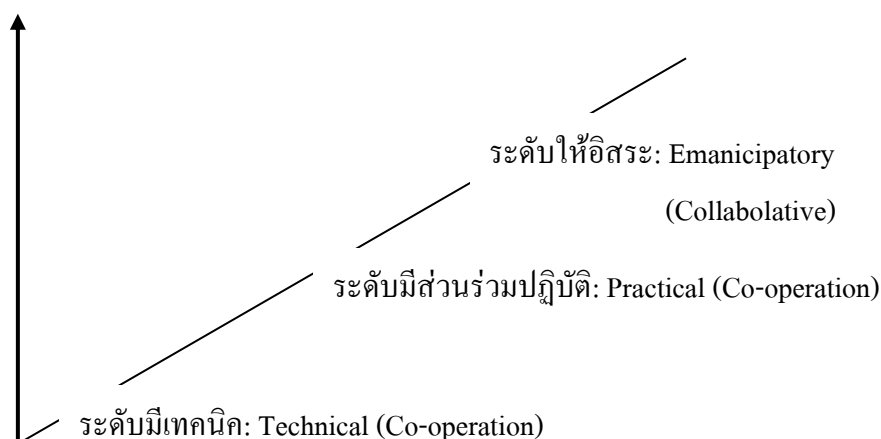 ระดับให้อิสระ: Emanicipatory
(Collabolative)
ระดับมีส่วนร่วมปฏิบัติ: Practical (Co-operation)
ระดับมีเทคนิค: Technical (Co-operation)